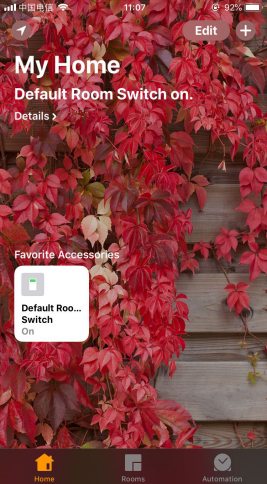 中国电信 11:07 92%
Edit
My Home
Default Room Switch on.
Details
Favorite Accessories
Default Roo...
Switch
On
Home Rooms Automation